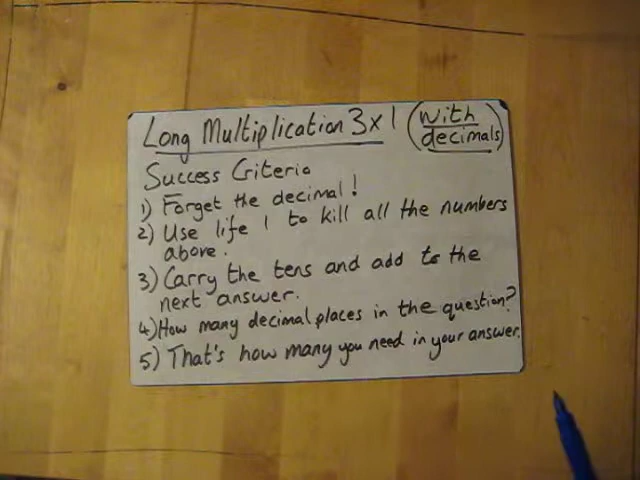 Long Multiplication 3x1 (with
decimals)
Success Criteria
1) Forget the decimal!
2) Use life 1 to kill all the numbers
above.
3) Carry the tens and add to the
next answer.
4) How many decimal places in the question?
5) That's how many you need in your answer.